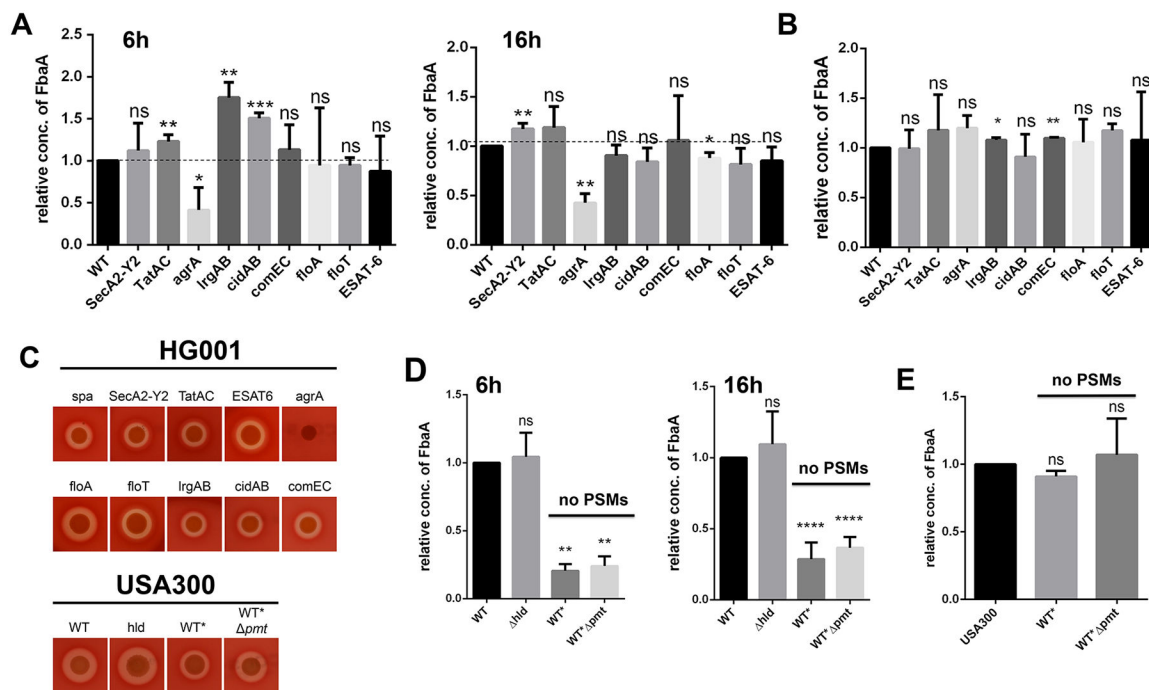 A
6h
relative conc. of FbaA
2.5
2.0
1.5
1.0
0.5
0.0
ns
**
*
**
***
ns
ns
ns
ns
WT
SecA2-Y2
TatAC
agrA
lrgAB
cidAB
comEC
floA
floT
ESAT-6
16h
relative conc. of FbaA
2.0
1.5
1.0
0.5
0.0
**
ns
**
ns
ns
ns
*
ns
ns
WT
SecA2-Y2
TatAC
agrA
lrgAB
cidAB
comEC
floA
floT
ESAT-6
B
relative conc. of FbaA
2.0
1.5
1.0
0.5
0.0
ns
ns
ns
*
ns
**
ns
ns
ns
WT
SecA2-Y2
TatAC
agrA
lrgAB
cidAB
comEC
floA
floT
ESAT-6
C
HG001
spa SecA2-Y2 TatAC ESAT6 agrA
floA floT lrgAB cidAB comEC
USA300
WT hld WT* WT*
Δpmt
D
6h
relative conc. of FbaA
1.5
1.0
0.5
0.0
ns
no PSMs
**
**
WT
Δhld
WT*
WT* Δpmt
16h
relative conc. of FbaA
1.5
1.0
0.5
0.0
ns
no PSMs
****
****
WT
Δhld
WT*
WT* Δpmt
E
no PSMs
relative conc. of FbaA
1.5
1.0
0.5
0.0
ns
ns
USA300
WT*
WT* Δpmt